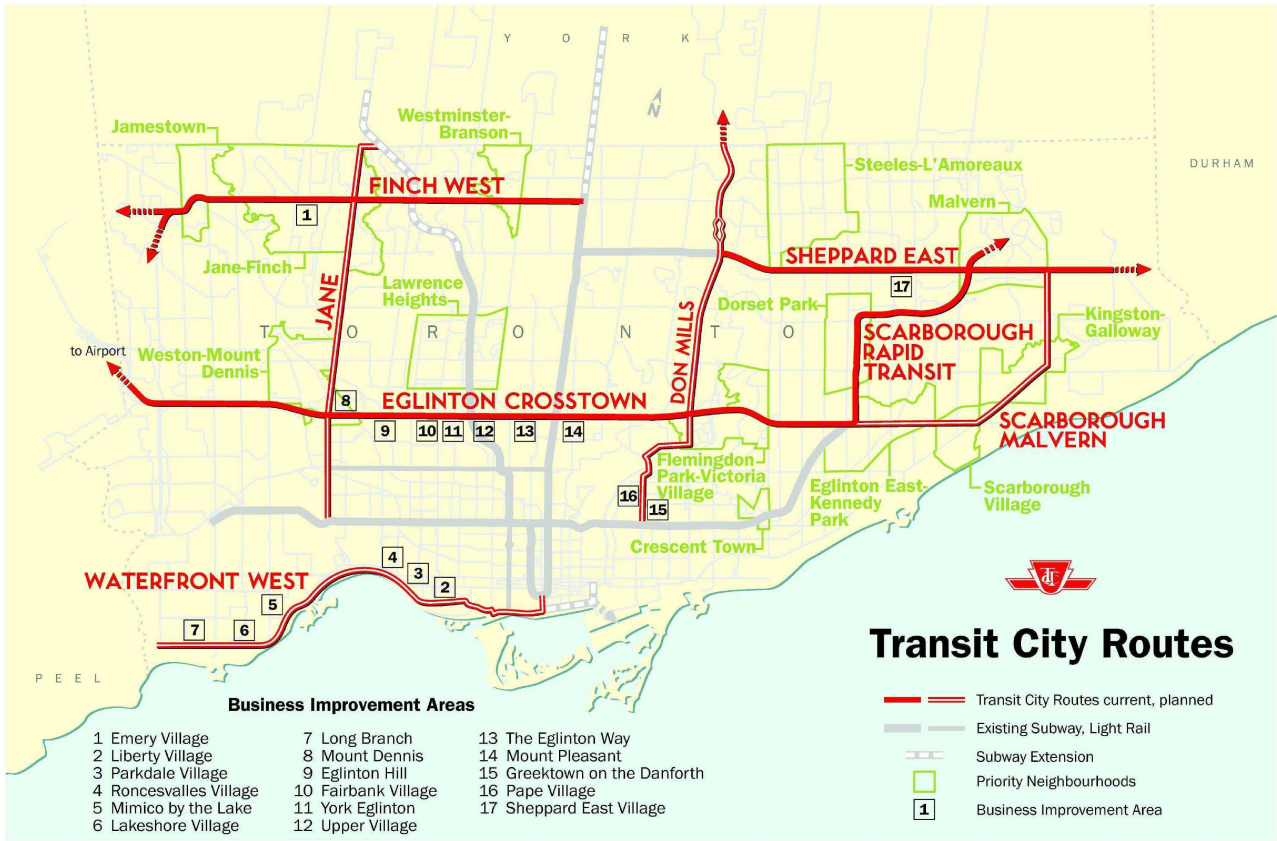 Y O R K
Jamestown
Westminster-
Branson
N
Steeles-L'Amoreaux
DURHAM
FINCH WEST
Malvern
1
Jane-Finch
SHEPPARD EAST
17
JANE
Lawrence
Heights
Dorset Park
Kingston-
Galloway
T O R O N T O
DON MILLS
SCARBOROUGH
RAPID
TRANSIT
to Airport
Weston-Mount
Dennis
8
EGLINTON CROSSTOWN
SCARBOROUGH
MALVERN
9
10
11
12
13
14
Flemingdon
Park-Victoria
Village
Eglinton East-
Kennedy
Park
Scarborough
Village
16
15
Crescent Town
WATERFRONT WEST
4
3
2
5
6
7
TTC
PEEL
Transit City Routes
Transit City Routes current, planned
Existing Subway, Light Rail
Subway Extension
Priority Neighbourhoods
1 Business Improvement Area
Business Improvement Areas
1 Emery Village
2 Liberty Village
3 Parkdale Village
4 Roncesvalles Village
5 Mimico by the Lake
6 Lakeshore Village
7 Long Branch
8 Mount Dennis
9 Eglinton Hill
10 Fairbank Village
11 York Eglinton
12 Upper Village
13 The Eglinton Way
14 Mount Pleasant
15 Greektown on the Danforth
16 Pape Village
17 Sheppard East Village